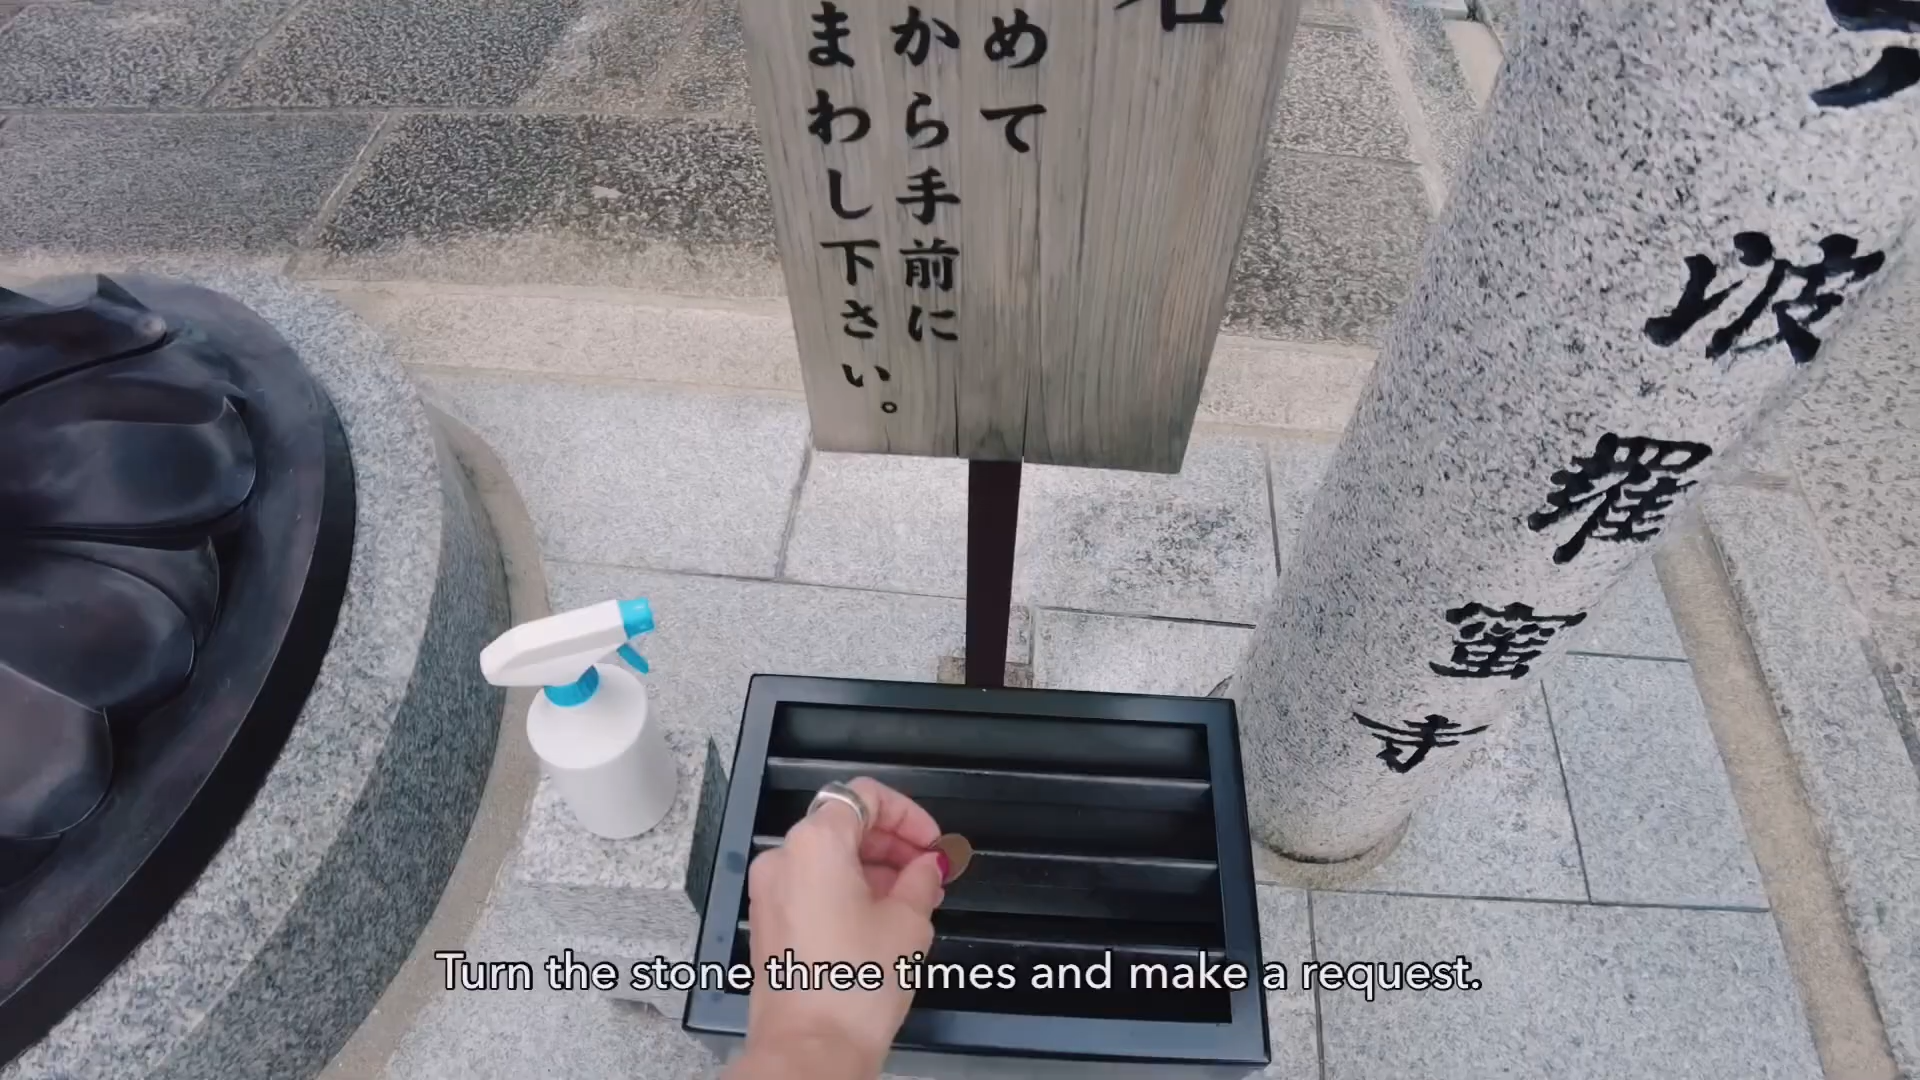 石
めて
から手前に
まわし下さい。
波羅蜜寺
Turn the stone three times and make a request.